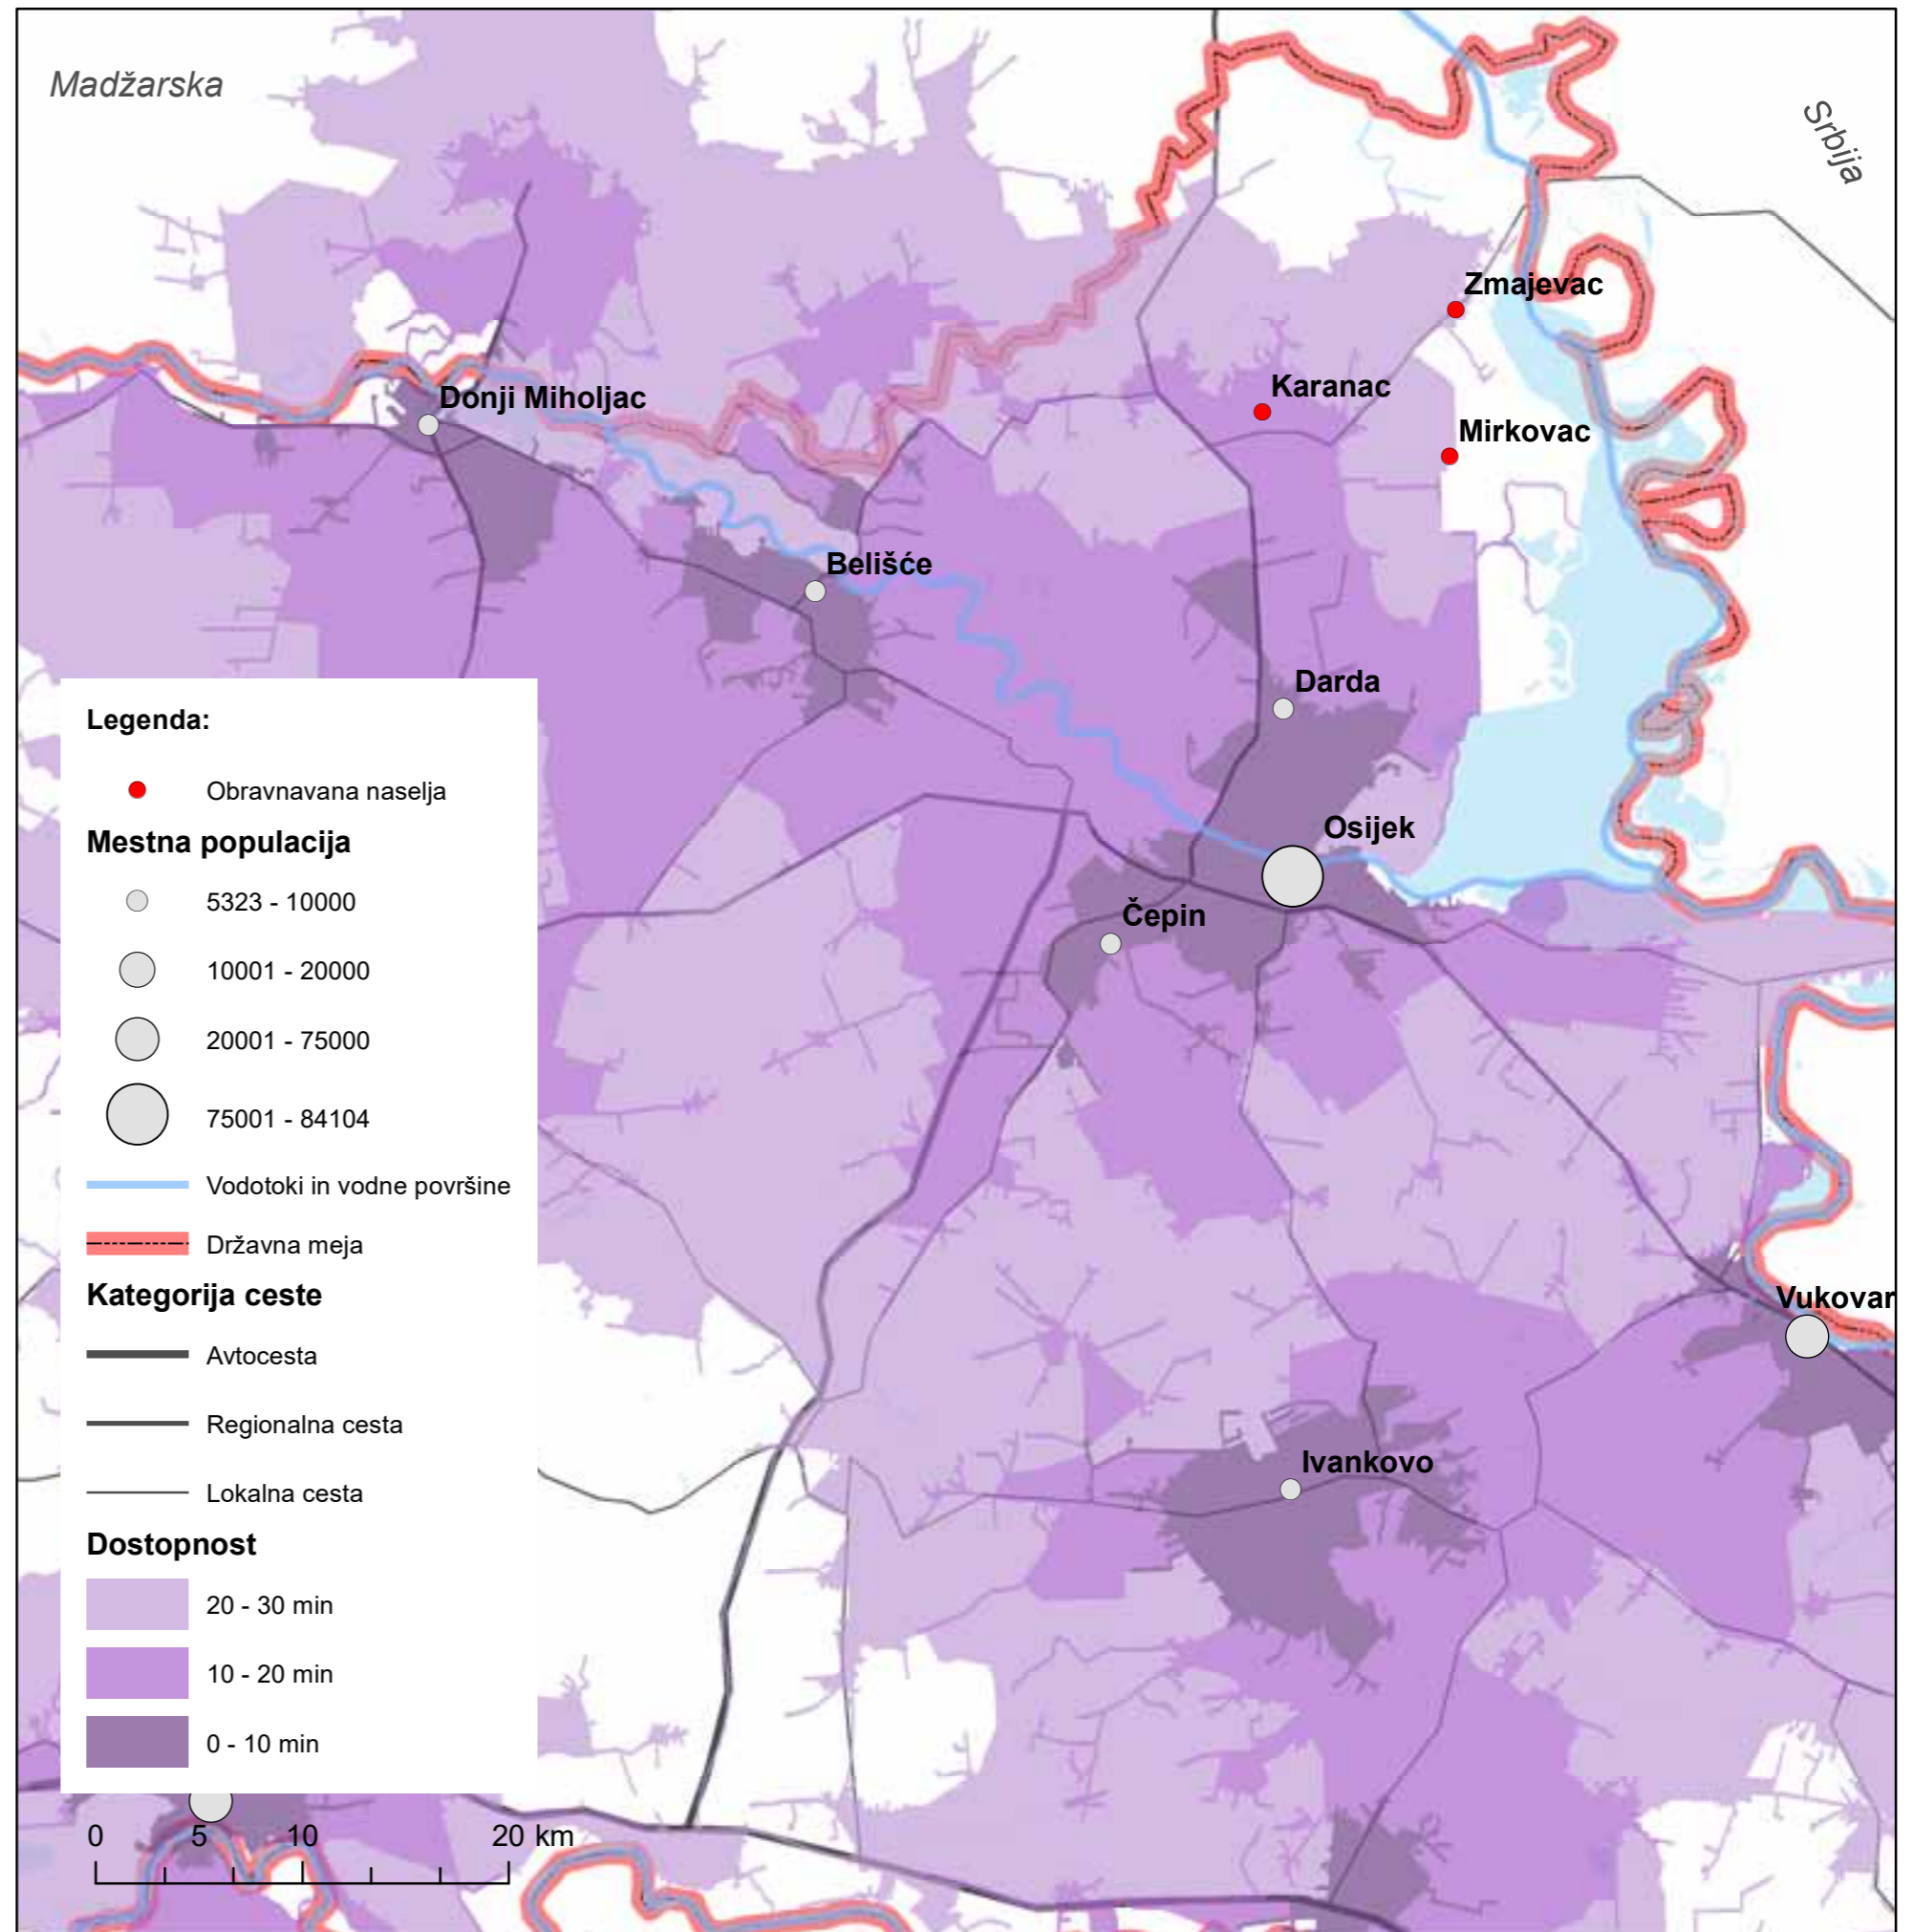 Madžarska
Srbija
Zmajevac
Karanac
Donji Miholjac
Mirkovac
Belišće
Darda
Osijek
Čepin
Vukovar
Ivankovo
Legenda:
Obravnavana naselja
Mestna populacija
5323 - 10000
10001 - 20000
20001 - 75000
75001 - 84104
Vodotoki in vodne površine
Državna meja
Kategorija ceste
Avtocesta
Regionalna cesta
Lokalna cesta
Dostopnost
20 - 30 min
10 - 20 min
0 - 10 min
0 5 10 20 km